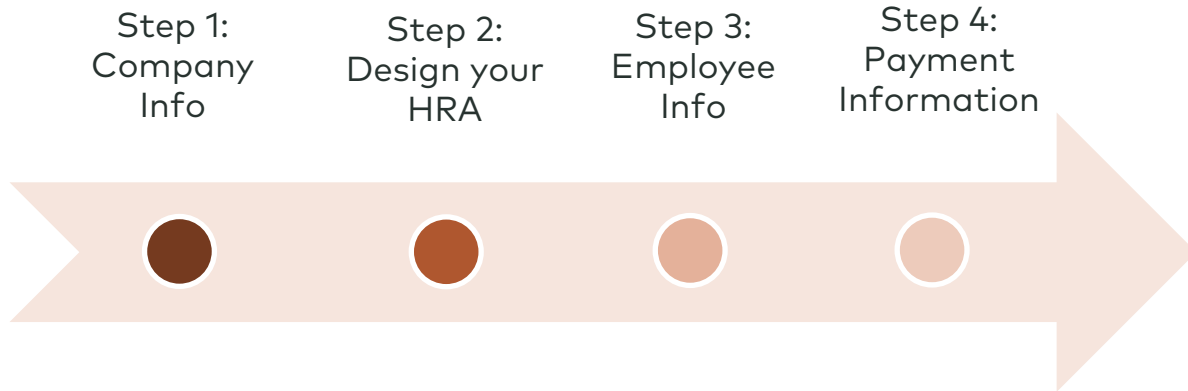 Step 1:
Company
Info
Step 2:
Design your
HRA
Step 3:
Employee
Info
Step 4:
Payment
Information